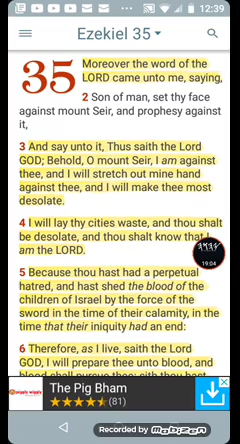 12:39
Ezekiel 35
35 Moreover the word of the
LORD came unto me, saying,
2 Son of man, set thy face
against mount Seir, and prophesy against
it,
3 And say unto it, Thus saith the Lord
GOD; Behold, O mount Seir, I am against
thee, and I will stretch out mine hand
against thee, and I will make thee most
desolate.
4 I will lay thy cities waste, and thou shalt
be desolate, and thou shalt know that I
am the LORD.
19:04
5 Because thou hast had a perpetual
hatred, and hast shed the blood of the
children of Israel by the force of the
sword in the time of their calamity, in the
time that their iniquity had an end:
6 Therefore, as I live, saith the Lord
GOD, I will prepare thee unto blood, and
The Pig Bham
(81)
Recorded by Mobizen